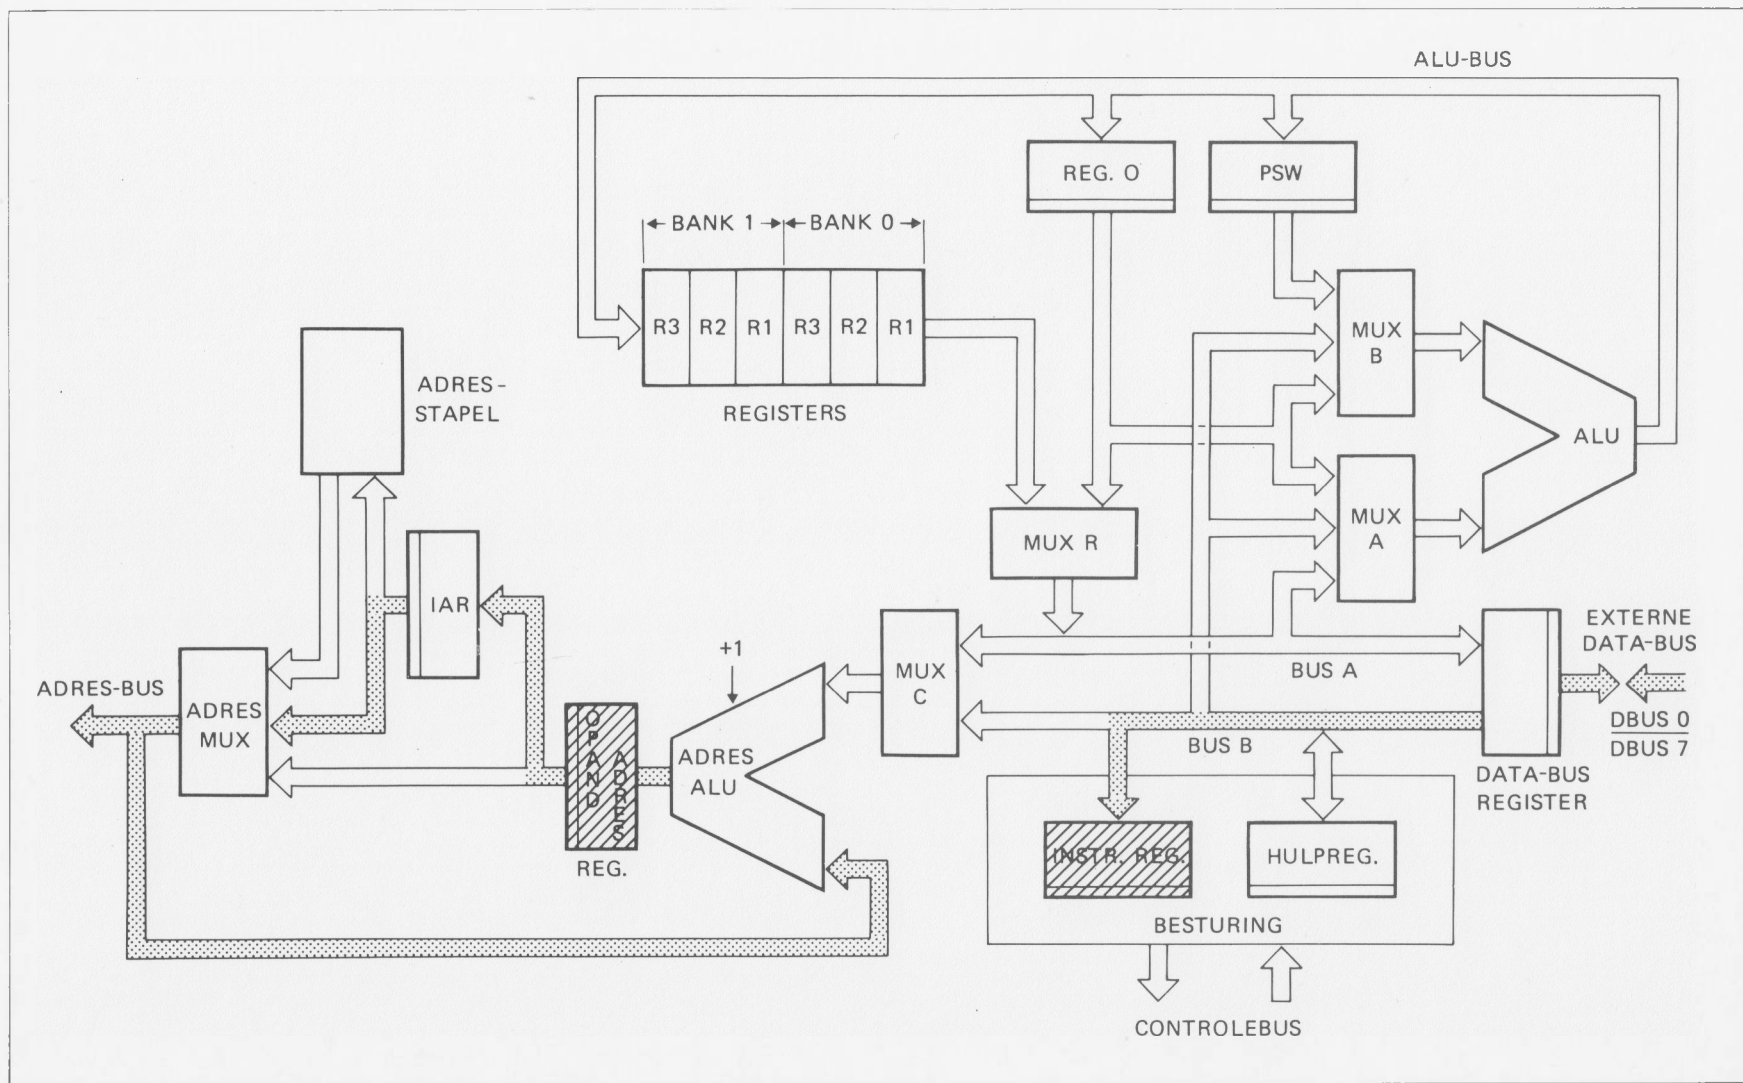 ALU-BUS
REG. O
PSW
BANK 1
BANK 0
R3
R2
R1
R3
R2
R1
REGISTERS
MUX
B
ALU
MUX
A
ADRES-
STAPEL
MUX R
IAR
EXTERNE
DATA-BUS
+1
MUX
C
BUS A
ADRES-BUS
ADRES
MUX
OPAND
ADRES
REG.
ADRES
ALU
BUS B
DBUS 0
DBUS 7
DATA-BUS
REGISTER
INSTR. REG.
HULPREG.
BESTURING
CONTROLEBUS